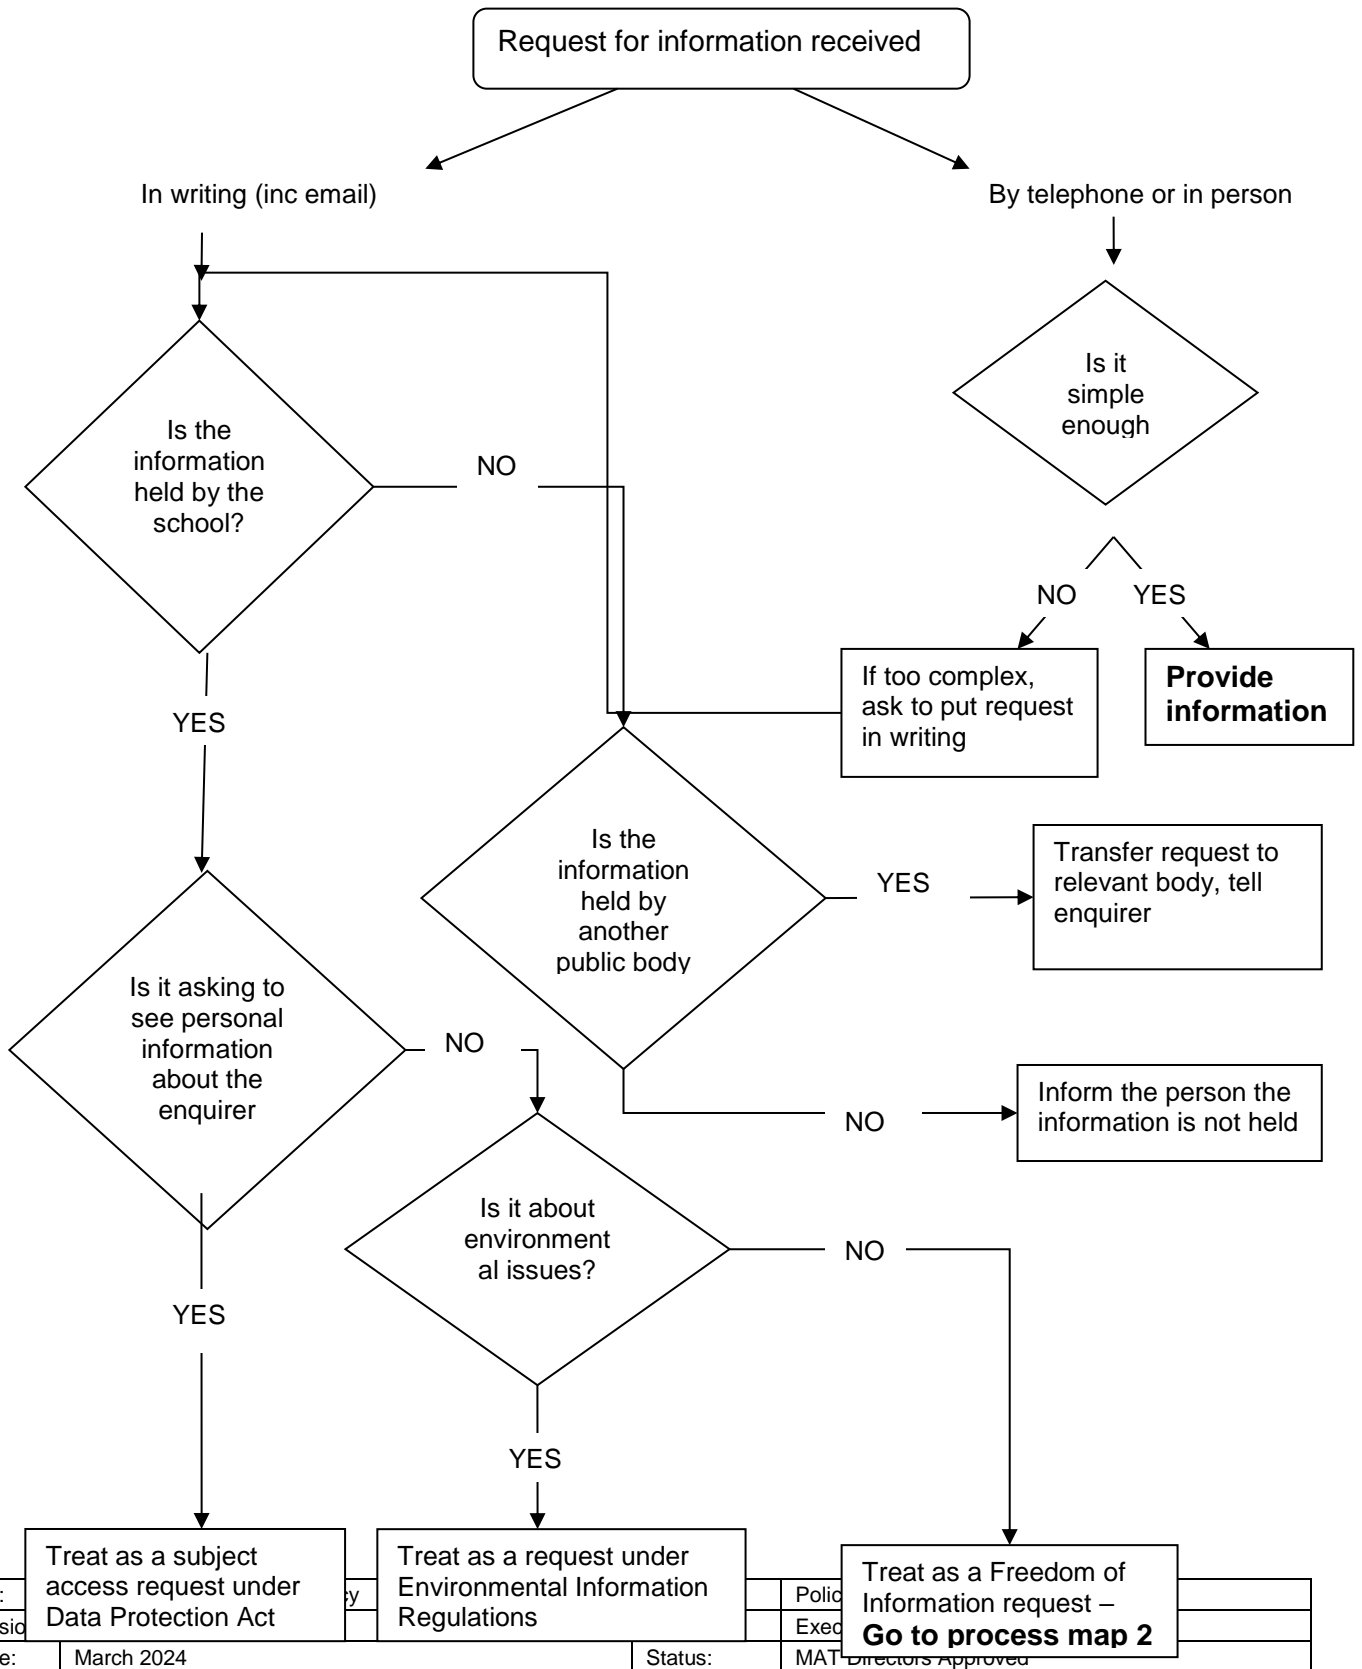 Request for information received
In writing (inc email)
By telephone or in person
Is it
simple
enough
Is the
information
held by the
school?
NO
NO
YES
If too complex,
ask to put request
in writing
Provide
information
YES
Is the
information
held by
another
public body
YES
Transfer request to
relevant body, tell
enquirer
Is it asking to
see personal
information
about the
enquirer
NO
Inform the person the
information is not held
NO
Is it about
environment
al issues?
NO
YES
YES
Treat as a subject
access request under
Data Protection Act
Treat as a request under
Environmental Information
Regulations
Treat as a Freedom of
Information request –
Go to process map 2
March 2024
Status:
MAT Directors Approved